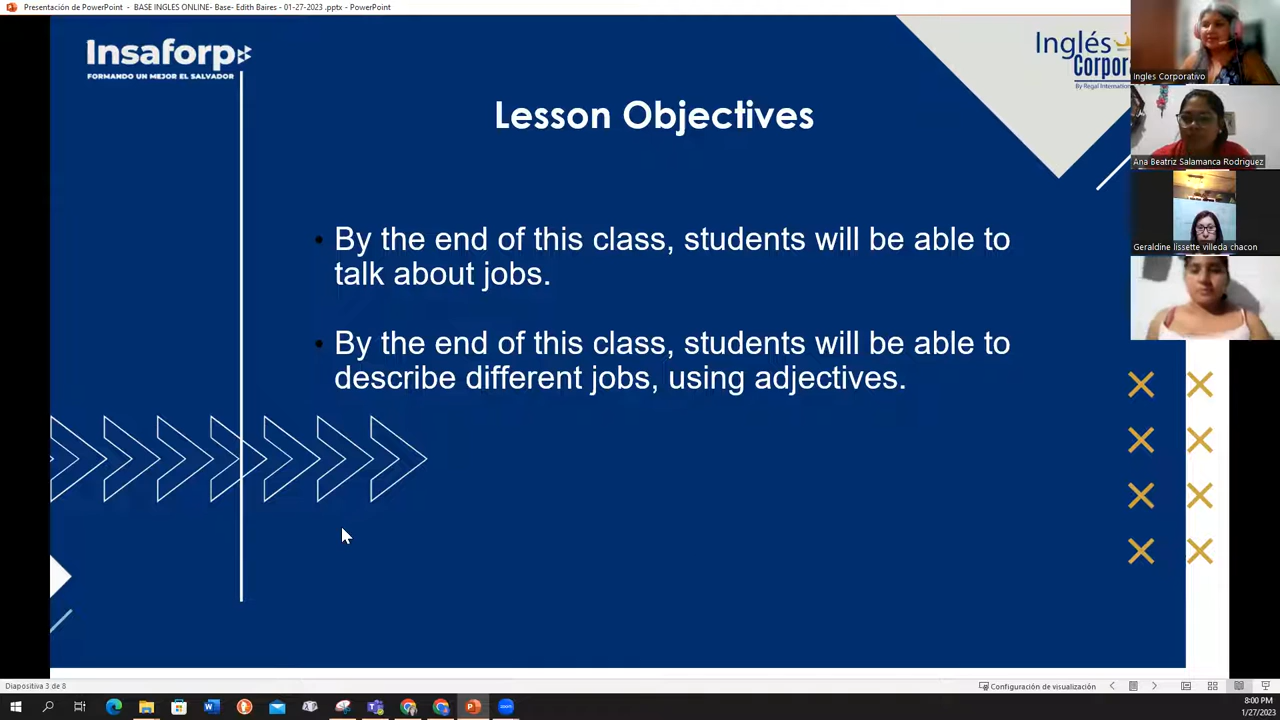 Presentación de PowerPoint - BASE INGLES ONLINE- Base- Edith Baires - 01-27-2023 .pptx - PowerPoint
Insaforp
FORMANDO UN MEJOR EL SALVADOR
Inglés
Corpora
By Regal International
Lesson Objectives
• By the end of this class, students will be able to
talk about jobs.
• By the end of this class, students will be able to
describe different jobs, using adjectives.
Ingles Corporativo
Ana Beatriz Salamanca Rodriguez
Geraldine lissette villeda chacon
Diapositiva 3 de 8
Configuración de visualización
8:00 PM
1/27/2023